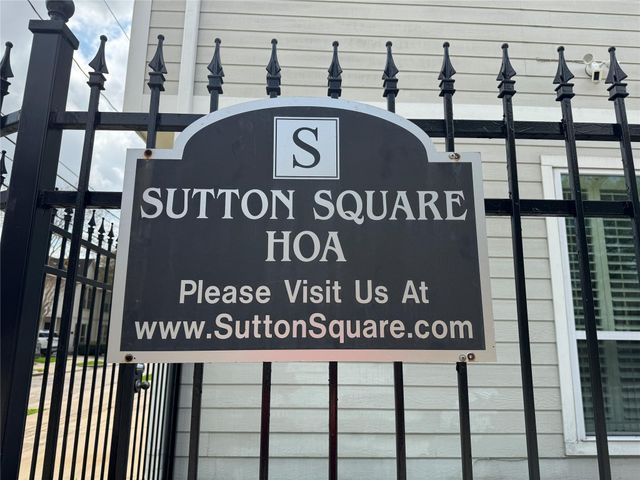 S
SUTTON SQUARE
HOA
Please Visit Us At
www.SuttonSquare.com